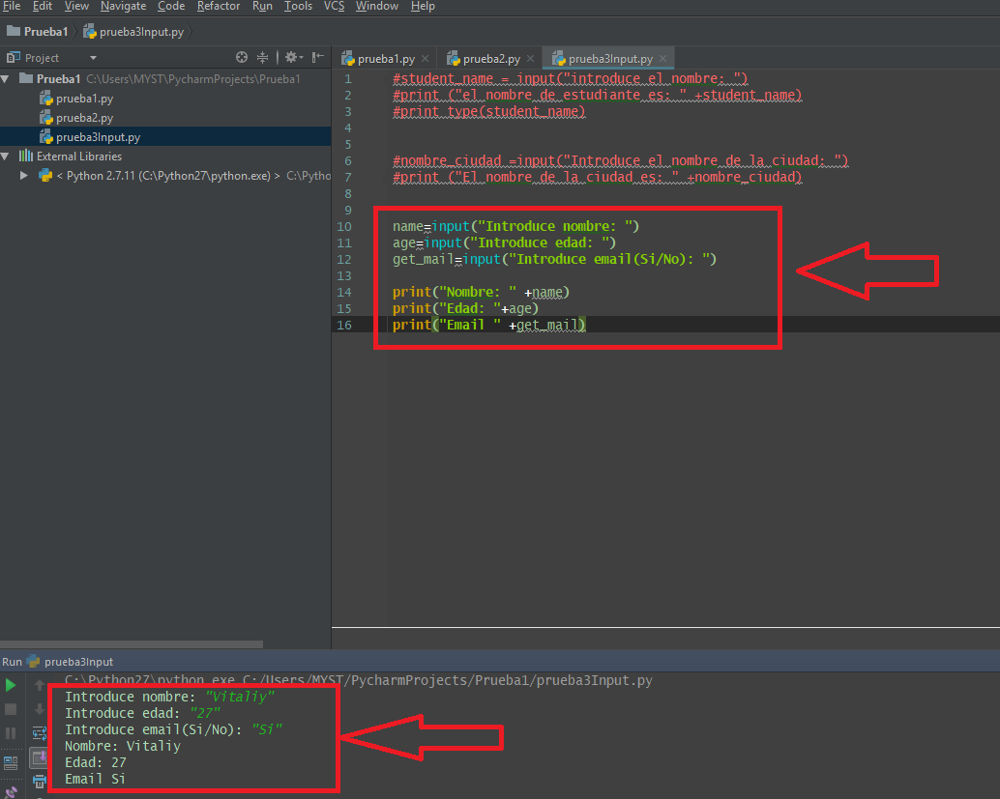 File Edit View Navigate Code Refactor Run Tools VCS Window Help
Prueba1 prueba3Input.py
Project
prueba1.py prueba2.py prueba3Input.py
Prueba1 C:\Users\MYST\PycharmProjects\Prueba1
prueba1.py
prueba2.py
prueba3Input.py
External Libraries
< Python 2.7.11 (C:\Python27\python.exe) > C:\Pytho
1 #student_name = input("introduce el nombre: ")
2 #print ("el nombre de estudiante es: " +student_name)
3 #print type(student_name)
4
5
6 #nombre_ciudad =input("Introduce el nombre de la ciudad: ")
7 #print ("El nombre de la ciudad es: " +nombre_ciudad)
8
9
10 name=input("Introduce nombre: ")
11 age=input("Introduce edad: ")
12 get_mail=input("Introduce email(Si/No): ")
13
14 print("Nombre: " +name)
15 print("Edad: "+age)
16 print("Email " +get_mail)
Run prueba3Input
C:\Python27\python.exe C:/Users/MYST/PycharmProjects/Prueba1/prueba3Input.py
Introduce nombre: "Vitaliy"
Introduce edad: "27"
Introduce email(Si/No): "Si"
Nombre: Vitaliy
Edad: 27
Email Si